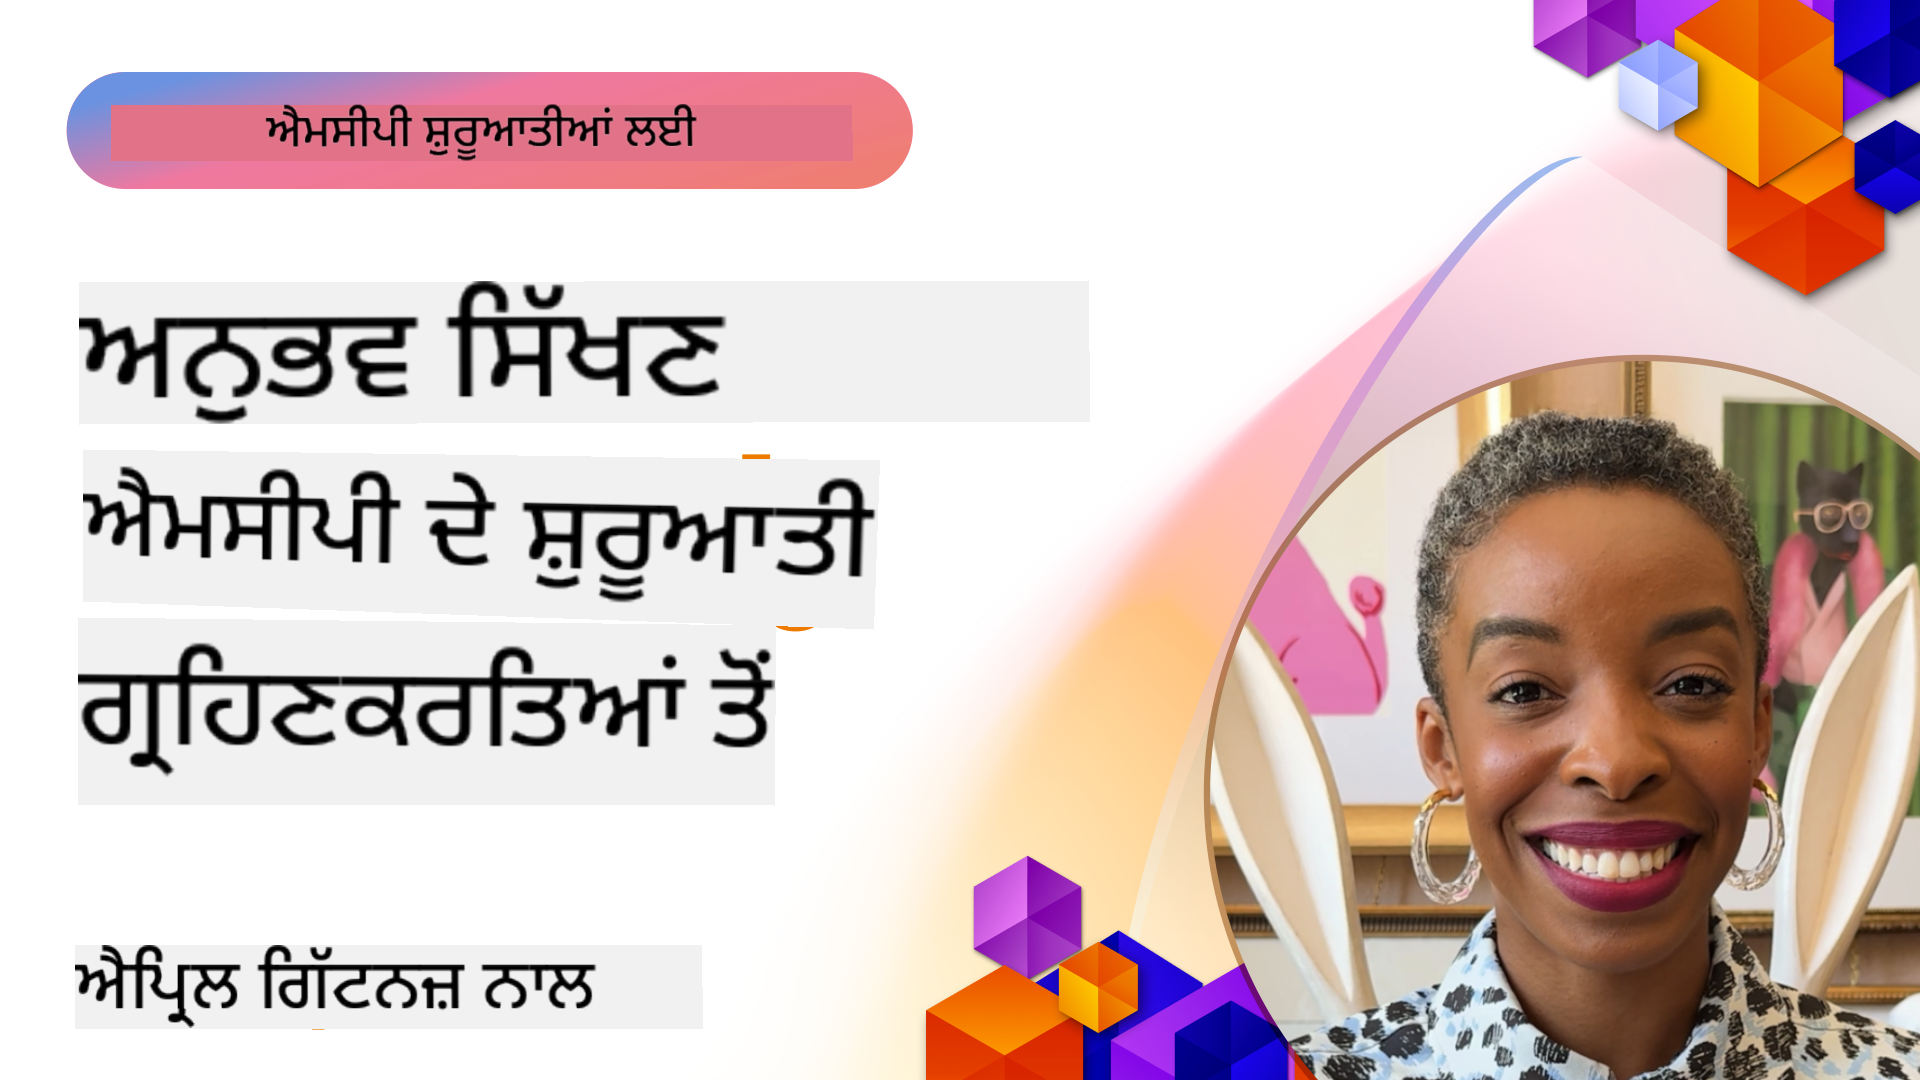 ਐਮਸੀਪੀ ਸ਼ੁਰੂਆਤੀਆਂ ਲਈ
ਅਨੁਭਵ ਸਿੱਖਣ
ਐਮਸੀਪੀ ਦੇ ਸ਼ੁਰੂਆਤੀ
ਗ੍ਰਹਿਣਕਰਤਿਆਂ ਤੋਂ
ਐਪ੍ਰਿਲ ਗਿੱਟਨਜ਼ ਨਾਲ